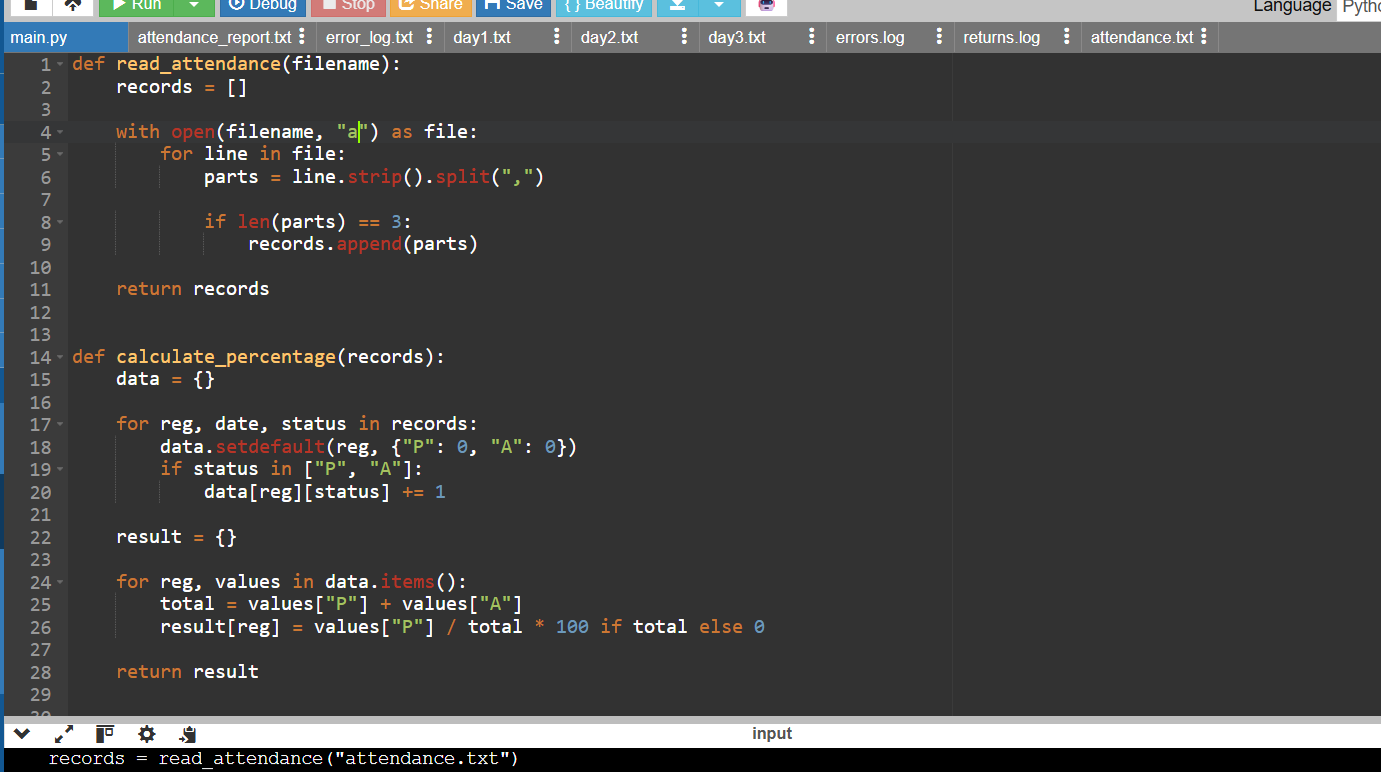 Run Debug Stop Share Save { } Beautify Language
main.py attendance_report.txt error_log.txt day1.txt day2.txt day3.txt errors.log returns.log attendance.txt
1 def read_attendance(filename):
2     records = []
3
4     with open(filename, "a") as file:
5         for line in file:
6             parts = line.strip().split(",")
7
8             if len(parts) == 3:
9                 records.append(parts)
10
11     return records
12
13
14 def calculate_percentage(records):
15     data = {}
16
17     for reg, date, status in records:
18         data.setdefault(reg, {"P": 0, "A": 0})
19         if status in ["P", "A"]:
20             data[reg][status] += 1
21
22     result = {}
23
24     for reg, values in data.items():
25         total = values["P"] + values["A"]
26         result[reg] = values["P"] / total * 100 if total else 0
27
28     return result
29
30
input
records = read_attendance("attendance.txt")